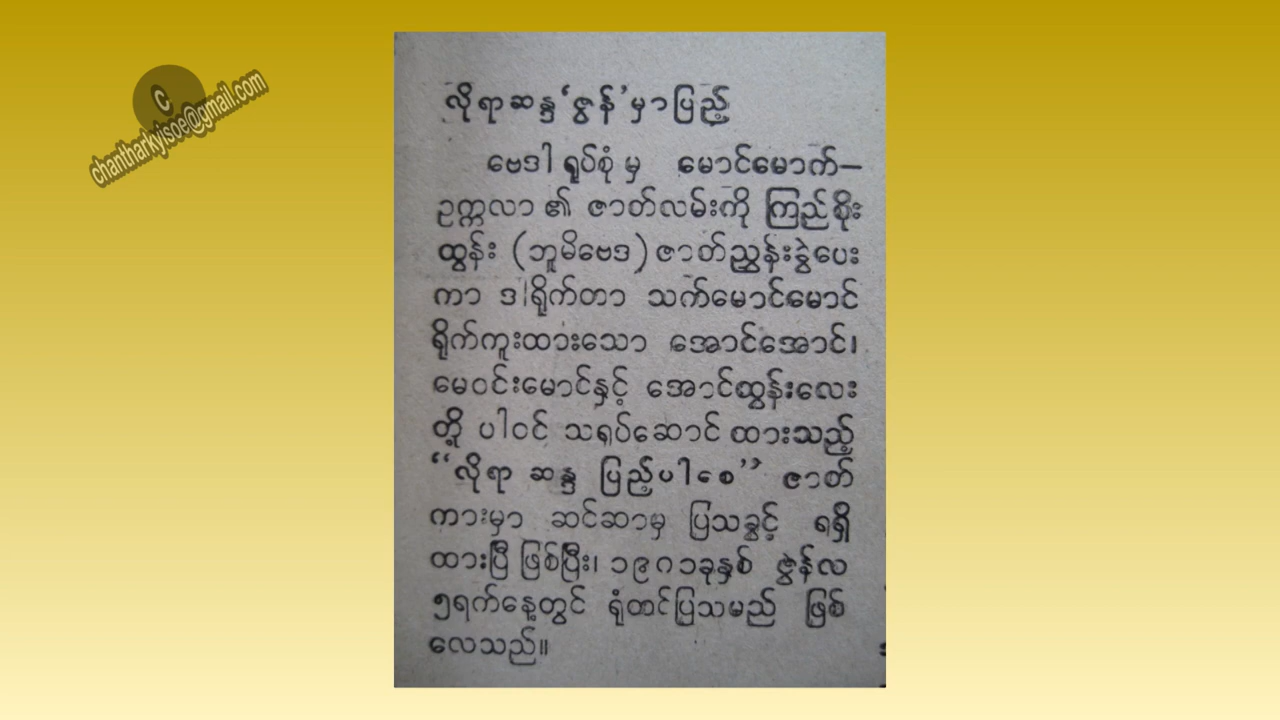 C
chantharkyisoe@gmail.com
လိုရာဆန္ဒ‘ဇွန်’မှာပြည့်
ဗေဒါရုပ်စုံမှ မောင်မောက်–
ဥက္ကလာ၏ ဇာတ်လမ်းကို ကြည်စိုး
ထွန်း (ဘူမိဗေဒ) ဇာတ်ညွှန်းခွဲပေး
ကာ ဒါရိုက်တာ သက်မောင်မောင်
ရိုက်ကူးထားသော အောင်အောင်၊
မေဝင်းမောင်နှင့် အောင်ထွန်းလေး
တို့ ပါဝင် သရုပ်ဆောင် ထားသည့်
“လိုရာ ဆန္ဒ ပြည့်ပါစေ” ဇာတ်
ကားမှာ ဆင်ဆာမှ ပြသခွင့် ရရှိ
ထားပြီ ဖြစ်ပြီး၊ ၁၉၈၁ခုနှစ် ဇွန်လ
၅ရက်နေ့တွင် ရုံတင်ပြသမည် ဖြစ်
လေသည်။